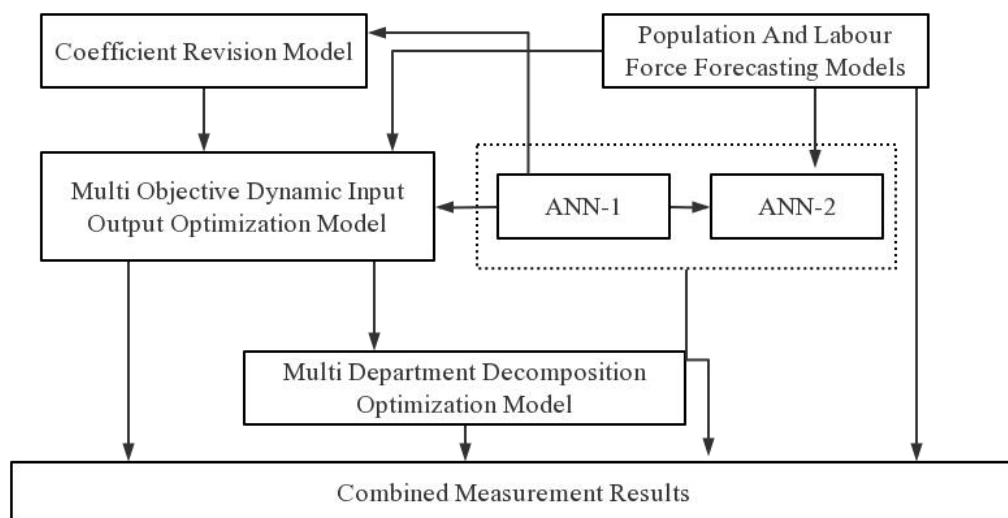 Coefficient Revision Model
Population And Labour
Force Forecasting Models
Multi Objective Dynamic Input
Output Optimization Model
ANN-1
ANN-2
Multi Department Decomposition
Optimization Model
Combined Measurement Results